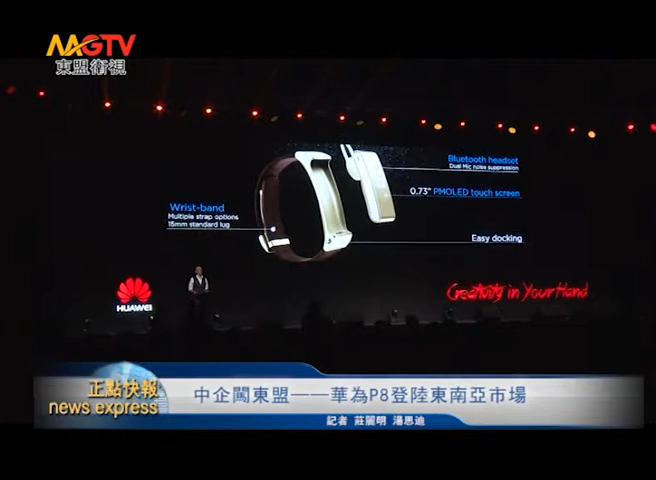 MAGTV
東盟衛視
Bluetooth headset
Dual Mic noise suppression
0.73" PMOLED touch screen
Wrist-band
Multiple strap options
15mm standard lug
Easy docking
HUAWEI
Creativity in Your Hand
正點快報
news express
中企闖東盟——華為P8登陸東南亞市場
記者 莊麗明 湯思迪